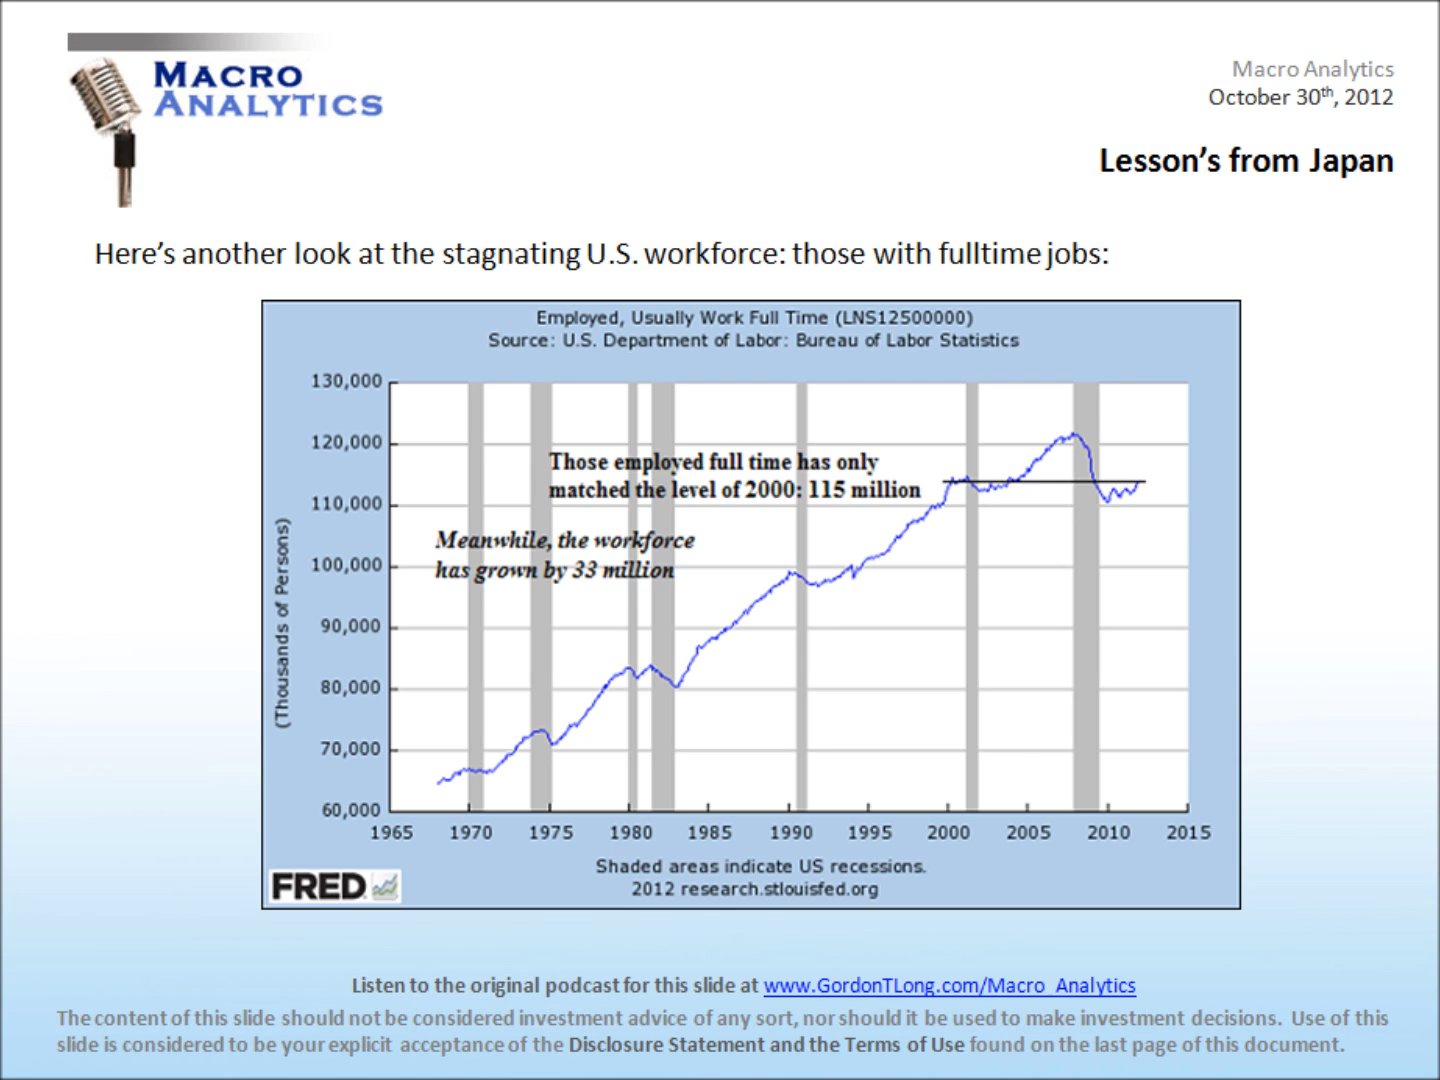 MACRO
ANALYTICS
Macro Analytics
October 30th, 2012
Lesson's from Japan
Here's another look at the stagnating U.S. workforce: those with fulltime jobs:
Employed, Usually Work Full Time (LNS12500000)
Source: U.S. Department of Labor: Bureau of Labor Statistics
130,000
120,000
110,000
100,000
90,000
80,000
70,000
60,000
(Thousands of Persons)
Those employed full time has only
matched the level of 2000: 115 million
Meanwhile, the workforce
has grown by 33 million
1965 1970 1975 1980 1985 1990 1995 2000 2005 2010 2015
Shaded areas indicate US recessions.
2012 research.stlouisfed.org
FRED
Listen to the original podcast for this slide at www.GordonTLong.com/Macro_Analytics
The content of this slide should not be considered investment advice of any sort, nor should it be used to make investment decisions. Use of this
slide is considered to be your explicit acceptance of the Disclosure Statement and the Terms of Use found on the last page of this document.